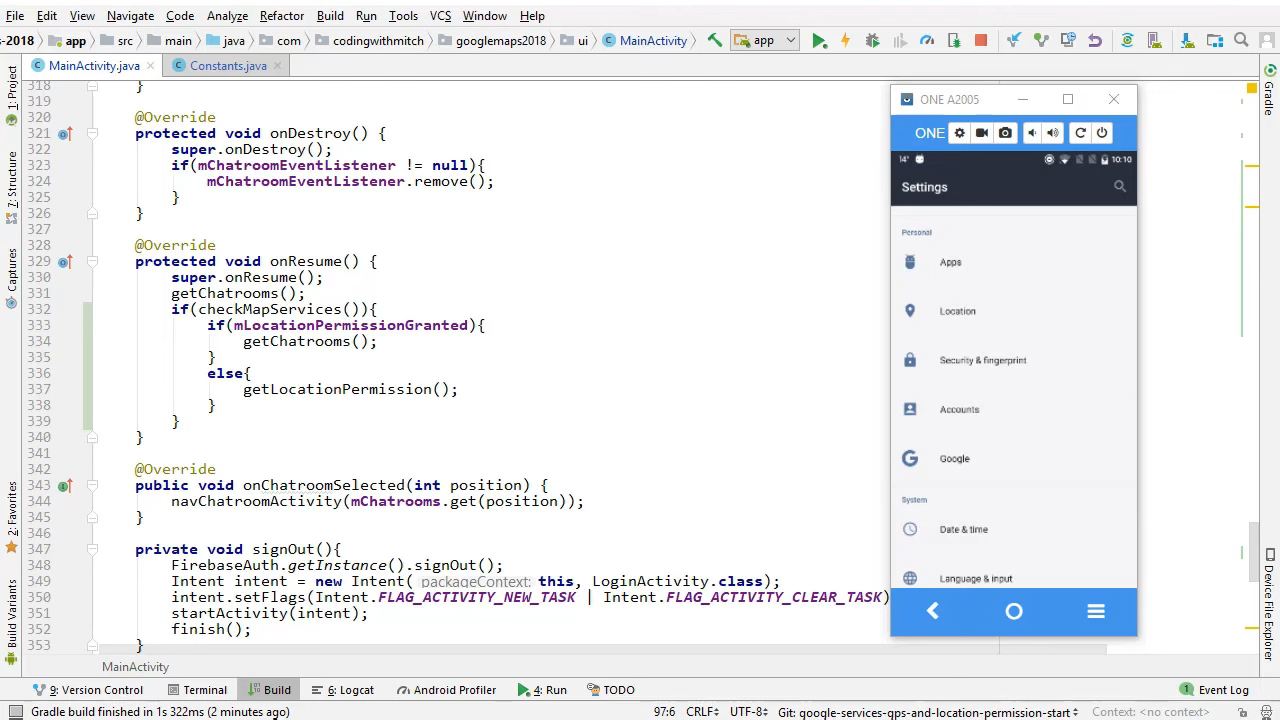 File Edit View Navigate Code Analyze Refactor Build Run Tools VCS Window Help
s-2018 app src main java com codingwithmitch googlemaps2018 ui MainActivity app
MainActivity.java Constants.java
318 }
319
320 @Override
321 protected void onDestroy() {
322 super.onDestroy();
323 if(mChatroomEventListener != null){
324 mChatroomEventListener.remove();
325 }
326 }
327
328 @Override
329 protected void onResume() {
330 super.onResume();
331 getChatrooms();
332 if(checkMapServices()){
333 if(mLocationPermissionGranted){
334 getChatrooms();
335 }
336 else{
337 getLocationPermission();
338 }
339 }
340 }
341
342 @Override
343 public void onChatroomSelected(int position) {
344 navChatroomActivity(mChatrooms.get(position));
345 }
346
347 private void signOut(){
348 FirebaseAuth.getInstance().signOut();
349 Intent intent = new Intent( packageContext: this, LoginActivity.class);
350 intent.setFlags(Intent.FLAG_ACTIVITY_NEW_TASK | Intent.FLAG_ACTIVITY_CLEAR_TASK)
351 startActivity(intent);
352 finish();
353 }
MainActivity
1: Project
7: Structure
Captures
2: Favorites
Build Variants
ONE A2005
ONE
14° 10:10
Settings
Personal
Apps
Location
Security & fingerprint
Accounts
Google
System
Date & time
Language & input
Gradle
Device File Explorer
9: Version Control Terminal Build 6: Logcat Android Profiler 4: Run TODO 1 Event Log
Gradle build finished in 1s 322ms (2 minutes ago) 97:6 CRLF÷ UTF-8÷ Git: google-services-gps-and-location-permission-start÷ Context: <no context>